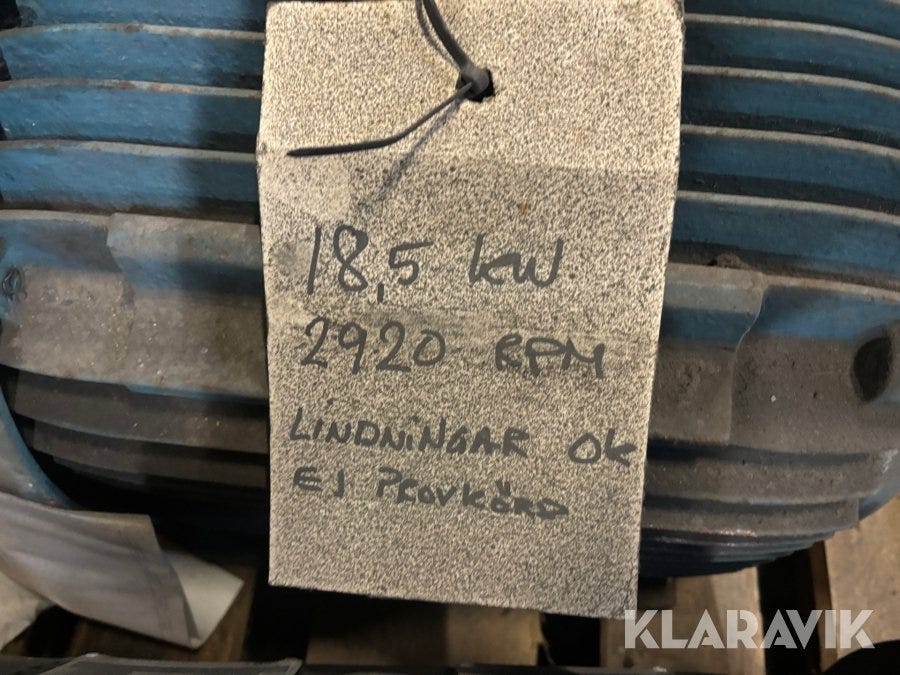 18,5 kW.
2920 RPM
LINDNINGAR OK
EJ PROVKÖRD
KLARAVIK